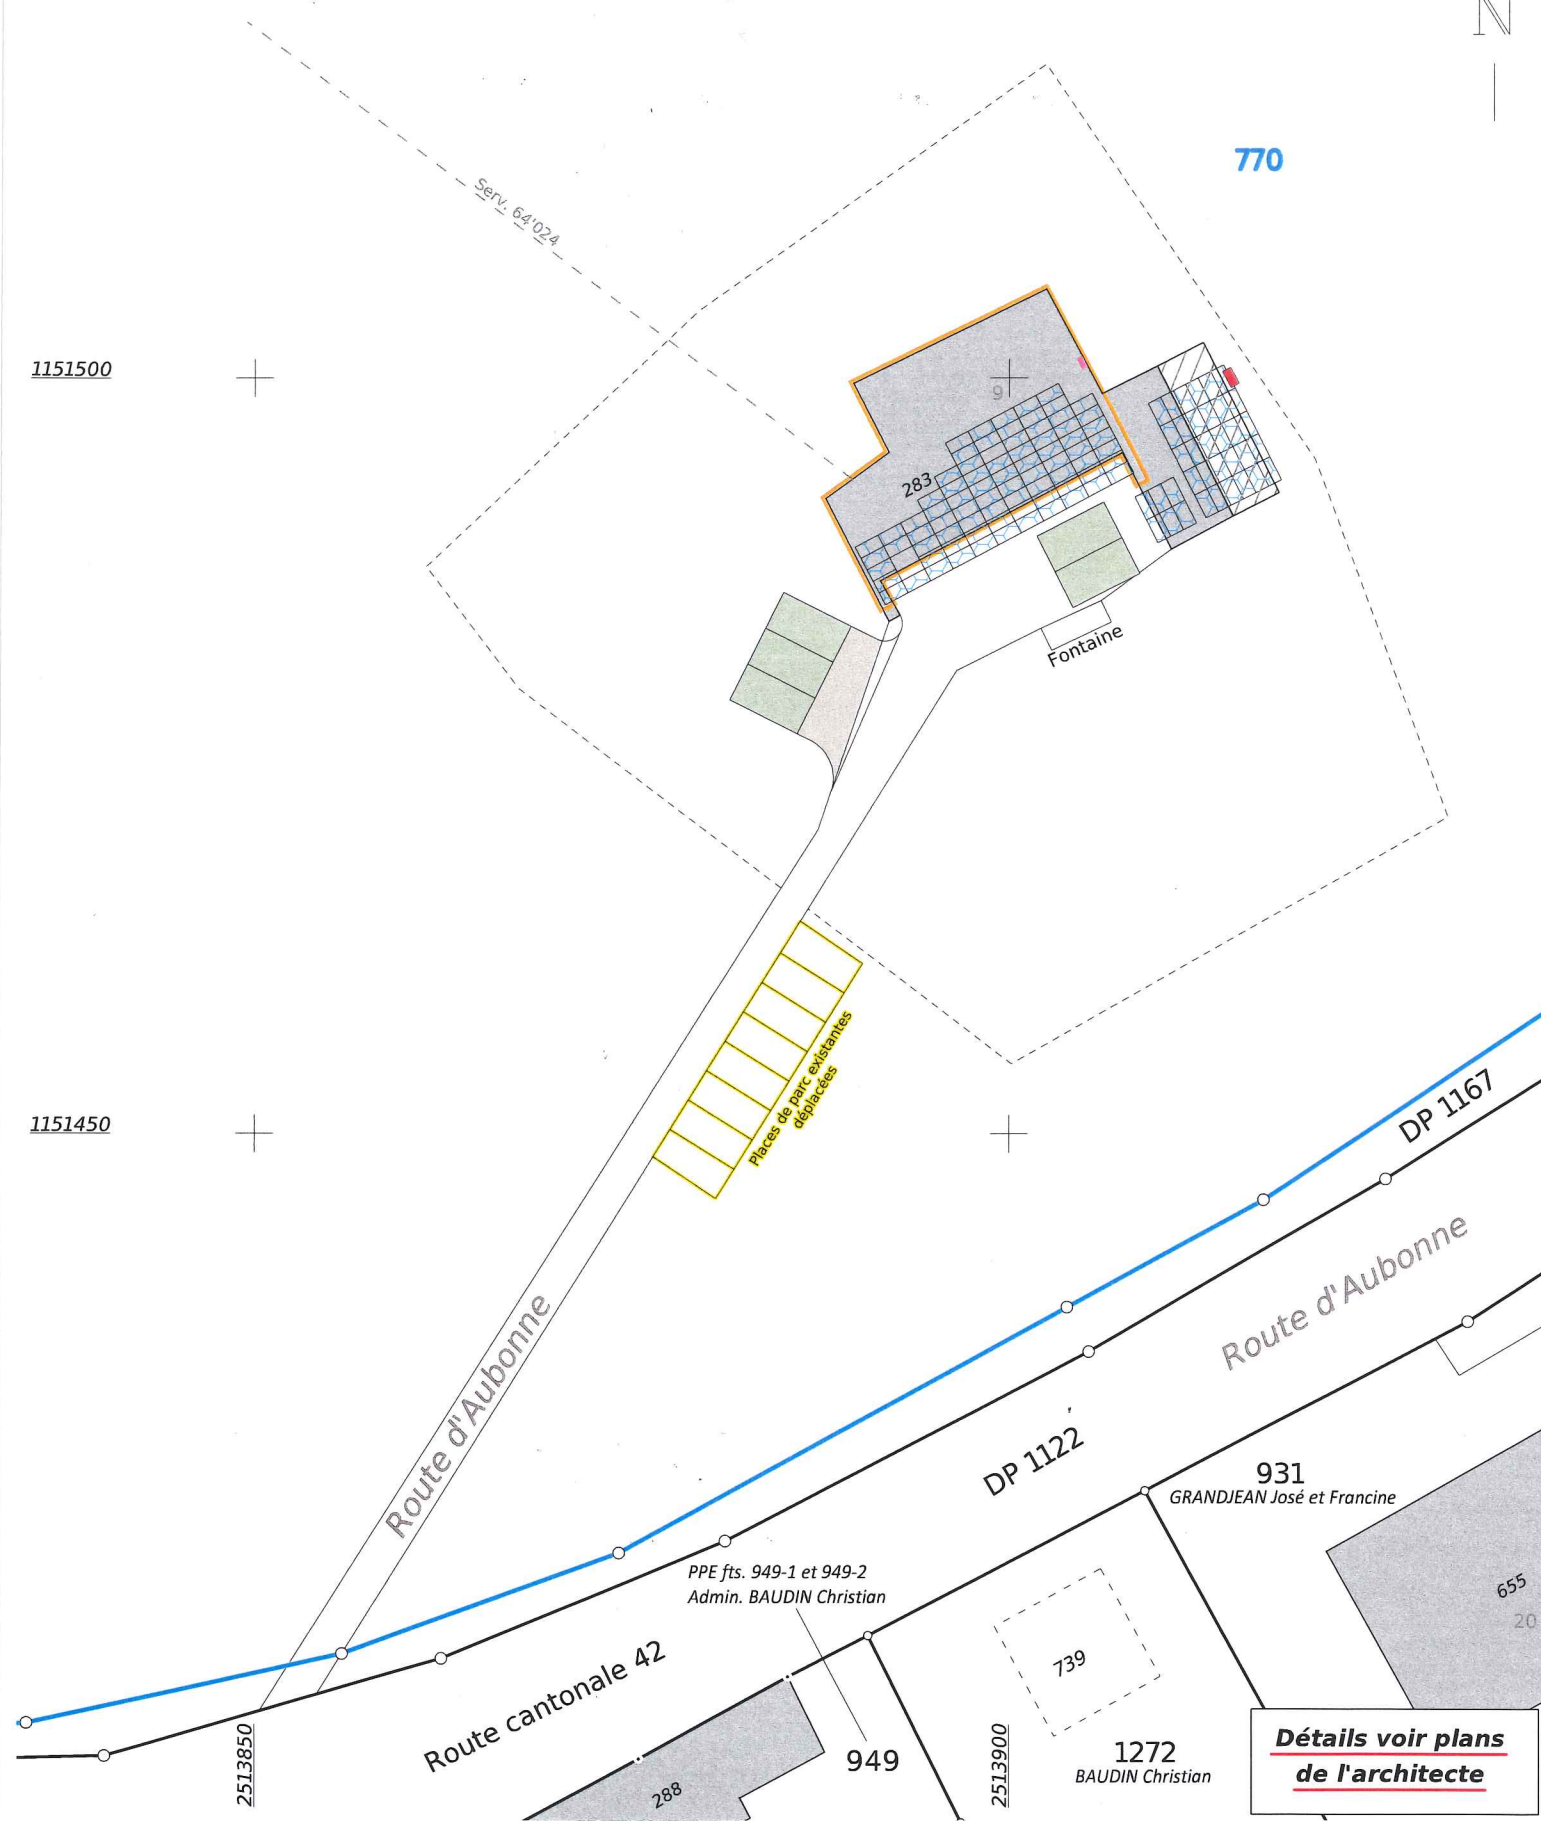 N
770
Serv. 64'024
1151500
9
283
Fontaine
1151450
Places de parc existantes
déplacées
DP 1167
Route d'Aubonne
Route d'Aubonne
DP 1122
931
GRANDJEAN José et Francine
PPE fts. 949-1 et 949-2
Admin. BAUDIN Christian
655
20
Route cantonale 42
739
2513850
2513900
949
1272
BAUDIN Christian
288
Détails voir plans
de l'architecte